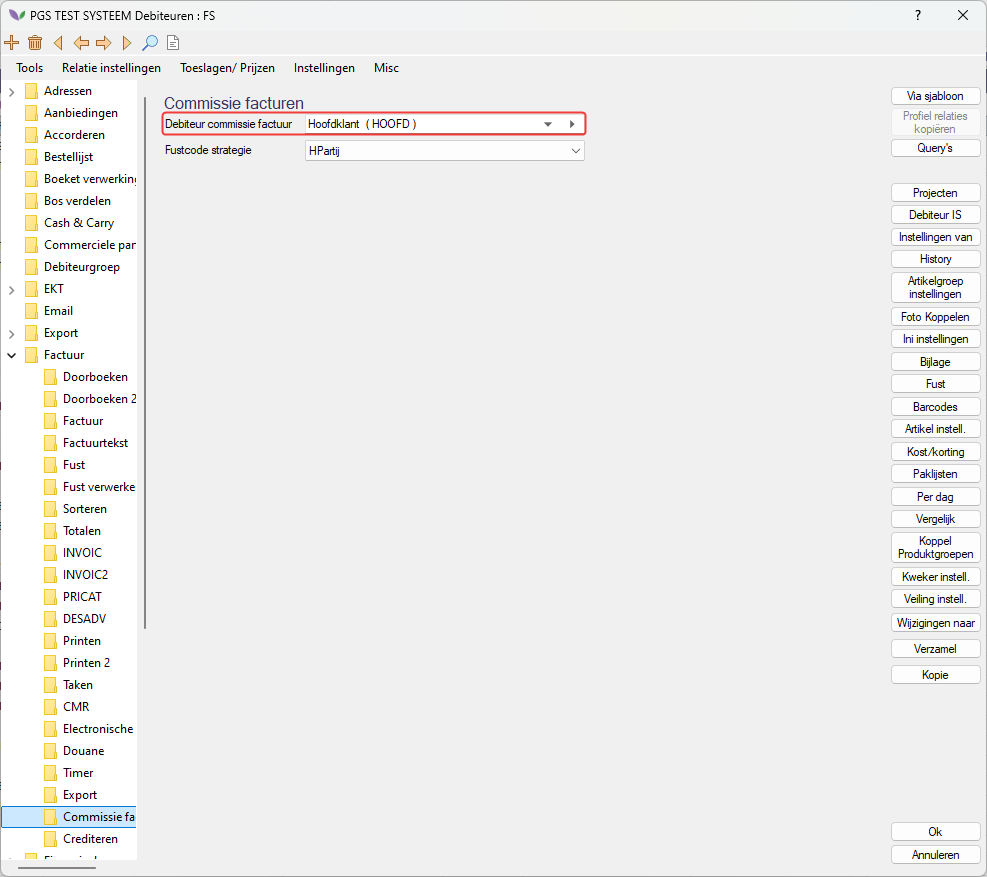 PGS TEST SYSTEEM Debiteuren : FS
?
Tools Relatie instellingen Toeslagen/ Prijzen Instellingen Misc
Adressen
Aanbiedingen
Accorderen
Bestellijst
Boeket verwerking
Bos verdelen
Cash & Carry
Commerciele par
Debiteurgroep
EKT
Email
Export
Factuur
Doorboeken
Doorboeken 2
Factuur
Factuurtekst
Fust
Fust verwerke
Sorteren
Totalen
INVOIC
INVOIC2
PRICAT
DESADV
Printen
Printen 2
Taken
CMR
Electronische
Douane
Timer
Export
Commissie fa
Crediteren
Commissie facturen
Debiteur commissie factuur Hoofdklant ( HOOFD )
Fustcode strategie HPartij
Via sjabloon
Profiel relaties
kopiëren
Query's
Projecten
Debiteur IS
Instellingen van
History
Artikelgroep
instellingen
Foto Koppelen
Ini instellingen
Bijlage
Fust
Barcodes
Artikel instell.
Kost/korting
Paklijsten
Per dag
Vergelijk
Koppel
Produktgroepen
Kweker instell.
Veiling instell.
Wijzigingen naar
Verzamel
Kopie
Ok
Annuleren